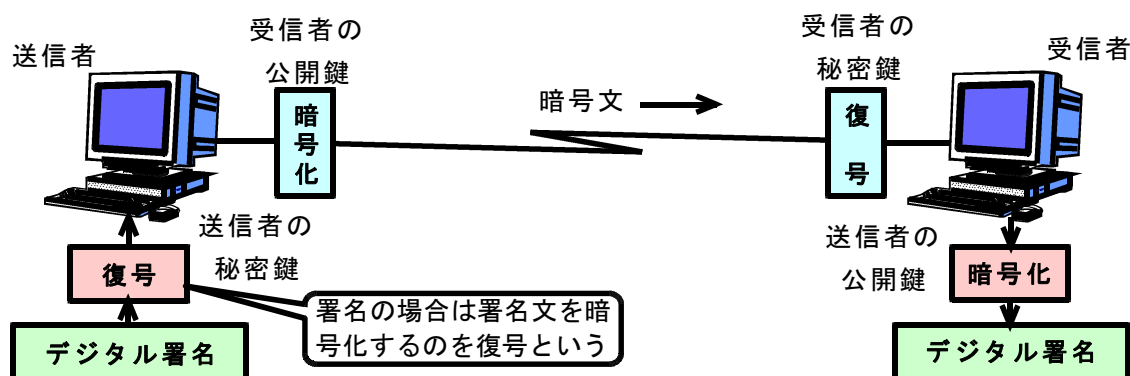 送信者
受信者の
公開鍵
暗号化
暗号文
受信者の
秘密鍵
復号
受信者
送信者の
秘密鍵
復号
署名の場合は署名文を暗
号化するのを復号という
デジタル署名
送信者の
公開鍵
暗号化
デジタル署名